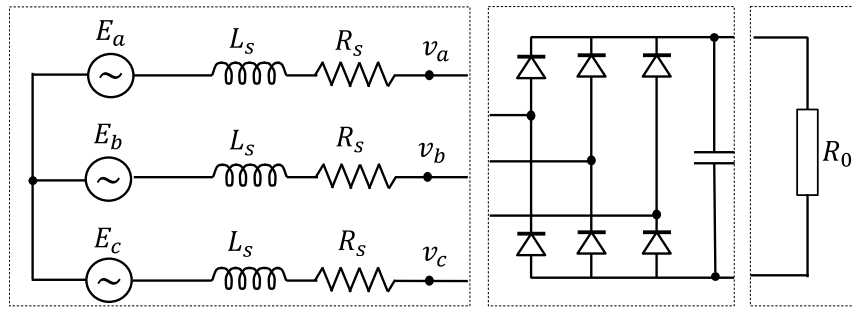 E_a L_s R_s v_a
E_b L_s R_s v_b
R_0
E_c L_s R_s v_c